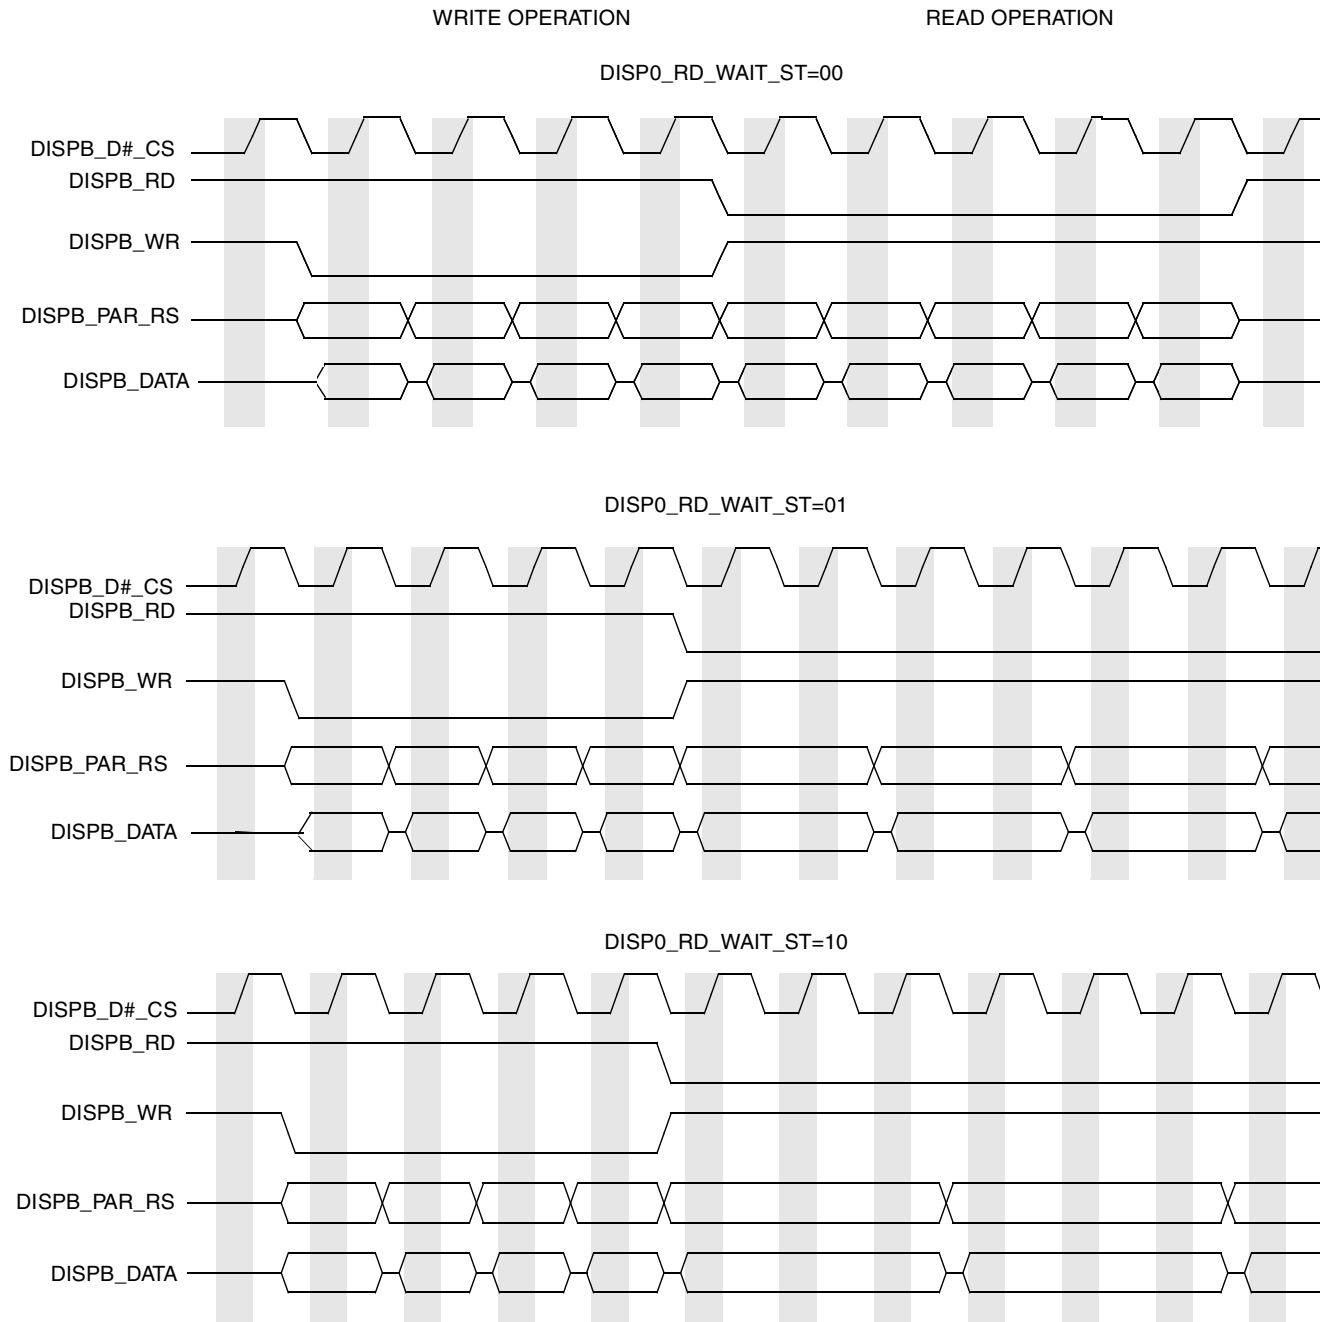 WRITE OPERATION
READ OPERATION
DISP0_RD_WAIT_ST=00
DISPB_D#_CS
DISPB_RD
DISPB_WR
DISPB_PAR_RS
DISPB_DATA
DISP0_RD_WAIT_ST=01
DISPB_D#_CS
DISPB_RD
DISPB_WR
DISPB_PAR_RS
DISPB_DATA
DISP0_RD_WAIT_ST=10
DISPB_D#_CS
DISPB_RD
DISPB_WR
DISPB_PAR_RS
DISPB_DATA